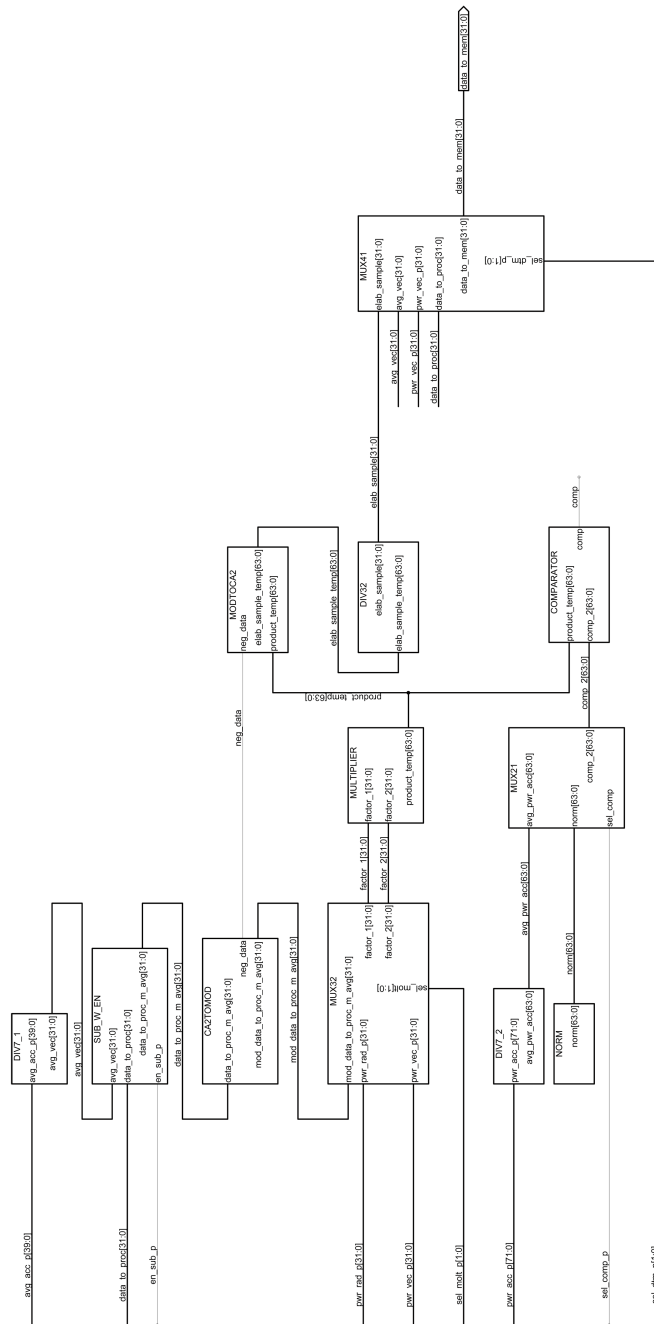 DIV7_1
avg_acc_p[39:0]
avg_vec[31:0]
avg_acc_p[39:0]
avg_vec[31:0]
SUB_W_EN
avg_vec[31:0]
data_to_proc[31:0]
data_to_proc_m_avg[31:0]
en_sub_p
data_to_proc[31:0]
en_sub_p
data_to_proc_m_avg[31:0]
CA2TOMOD
neg_data
data_to_proc_m_avg[31:0]
mod_data_to_proc_m_avg[31:0]
mod_data_to_proc_m_avg[31:0]
neg_data
MUX32
mod_data_to_proc_m_avg[31:0]
factor_1[31:0]
pwr_rad_p[31:0]
factor_2[31:0]
pwr_vec_p[31:0]
sel_molt[1:0]
pwr_rad_p[31:0]
pwr_vec_p[31:0]
sel_molt_p[1:0]
factor_1[31:0]
factor_2[31:0]
MULTIPLIER
factor_1[31:0]
factor_2[31:0]
product_temp[63:0]
product_temp[63:0]
MODTOCA2
neg_data
elab_sample_temp[63:0]
product_temp[63:0]
elab_sample_temp[63:0]
DIV32
elab_sample[31:0]
elab_sample_temp[63:0]
elab_sample[31:0]
DIV7_2
pwr_acc_p[71:0]
avg_pwr_acc[63:0]
pwr_acc_p[71:0]
avg_pwr_acc[63:0]
NORM
norm[63:0]
norm[63:0]
MUX21
avg_pwr_acc[63:0]
norm[63:0]
comp_2[63:0]
sel_comp
sel_comp_p
comp_2[63:0]
COMPARATOR
product_temp[63:0]
comp
comp_2[63:0]
comp
MUX41
elab_sample[31:0]
avg_vec[31:0]
pwr_vec_p[31:0]
data_to_proc[31:0]
data_to_mem[31:0]
sel_dtm_p[1:0]
avg_vec[31:0]
pwr_vec_p[31:0]
data_to_proc[31:0]
data_to_mem[31:0]
data_to_mem[31:0]